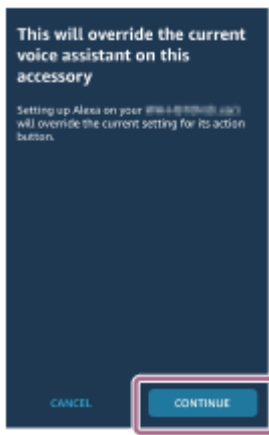 This will override the current
voice assistant on this
accessory
Setting up Alexa on your
will override the current setting for its action
button.
CANCEL
CONTINUE